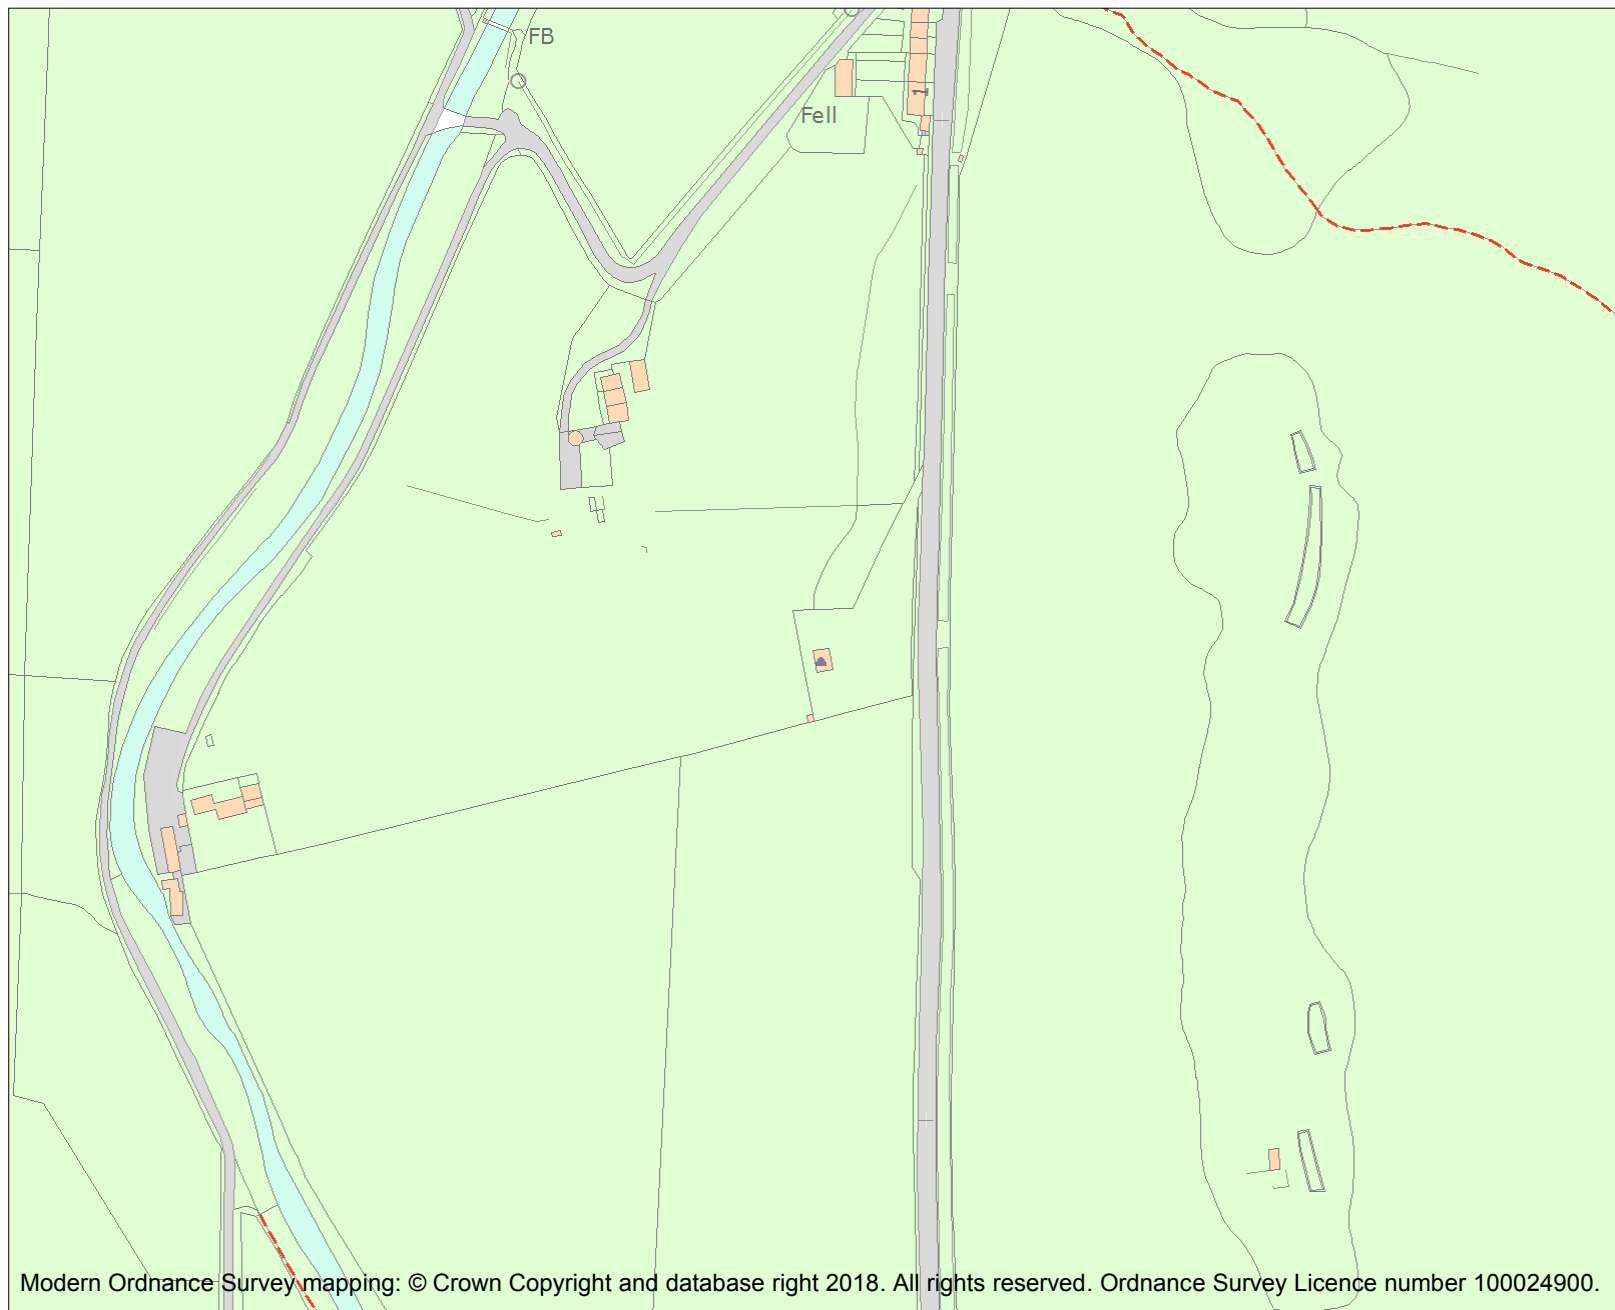 FB
1
Fell
Modern Ordnance Survey mapping: © Crown Copyright and database right 2018. All rights reserved. Ordnance Survey Licence number 100024900.